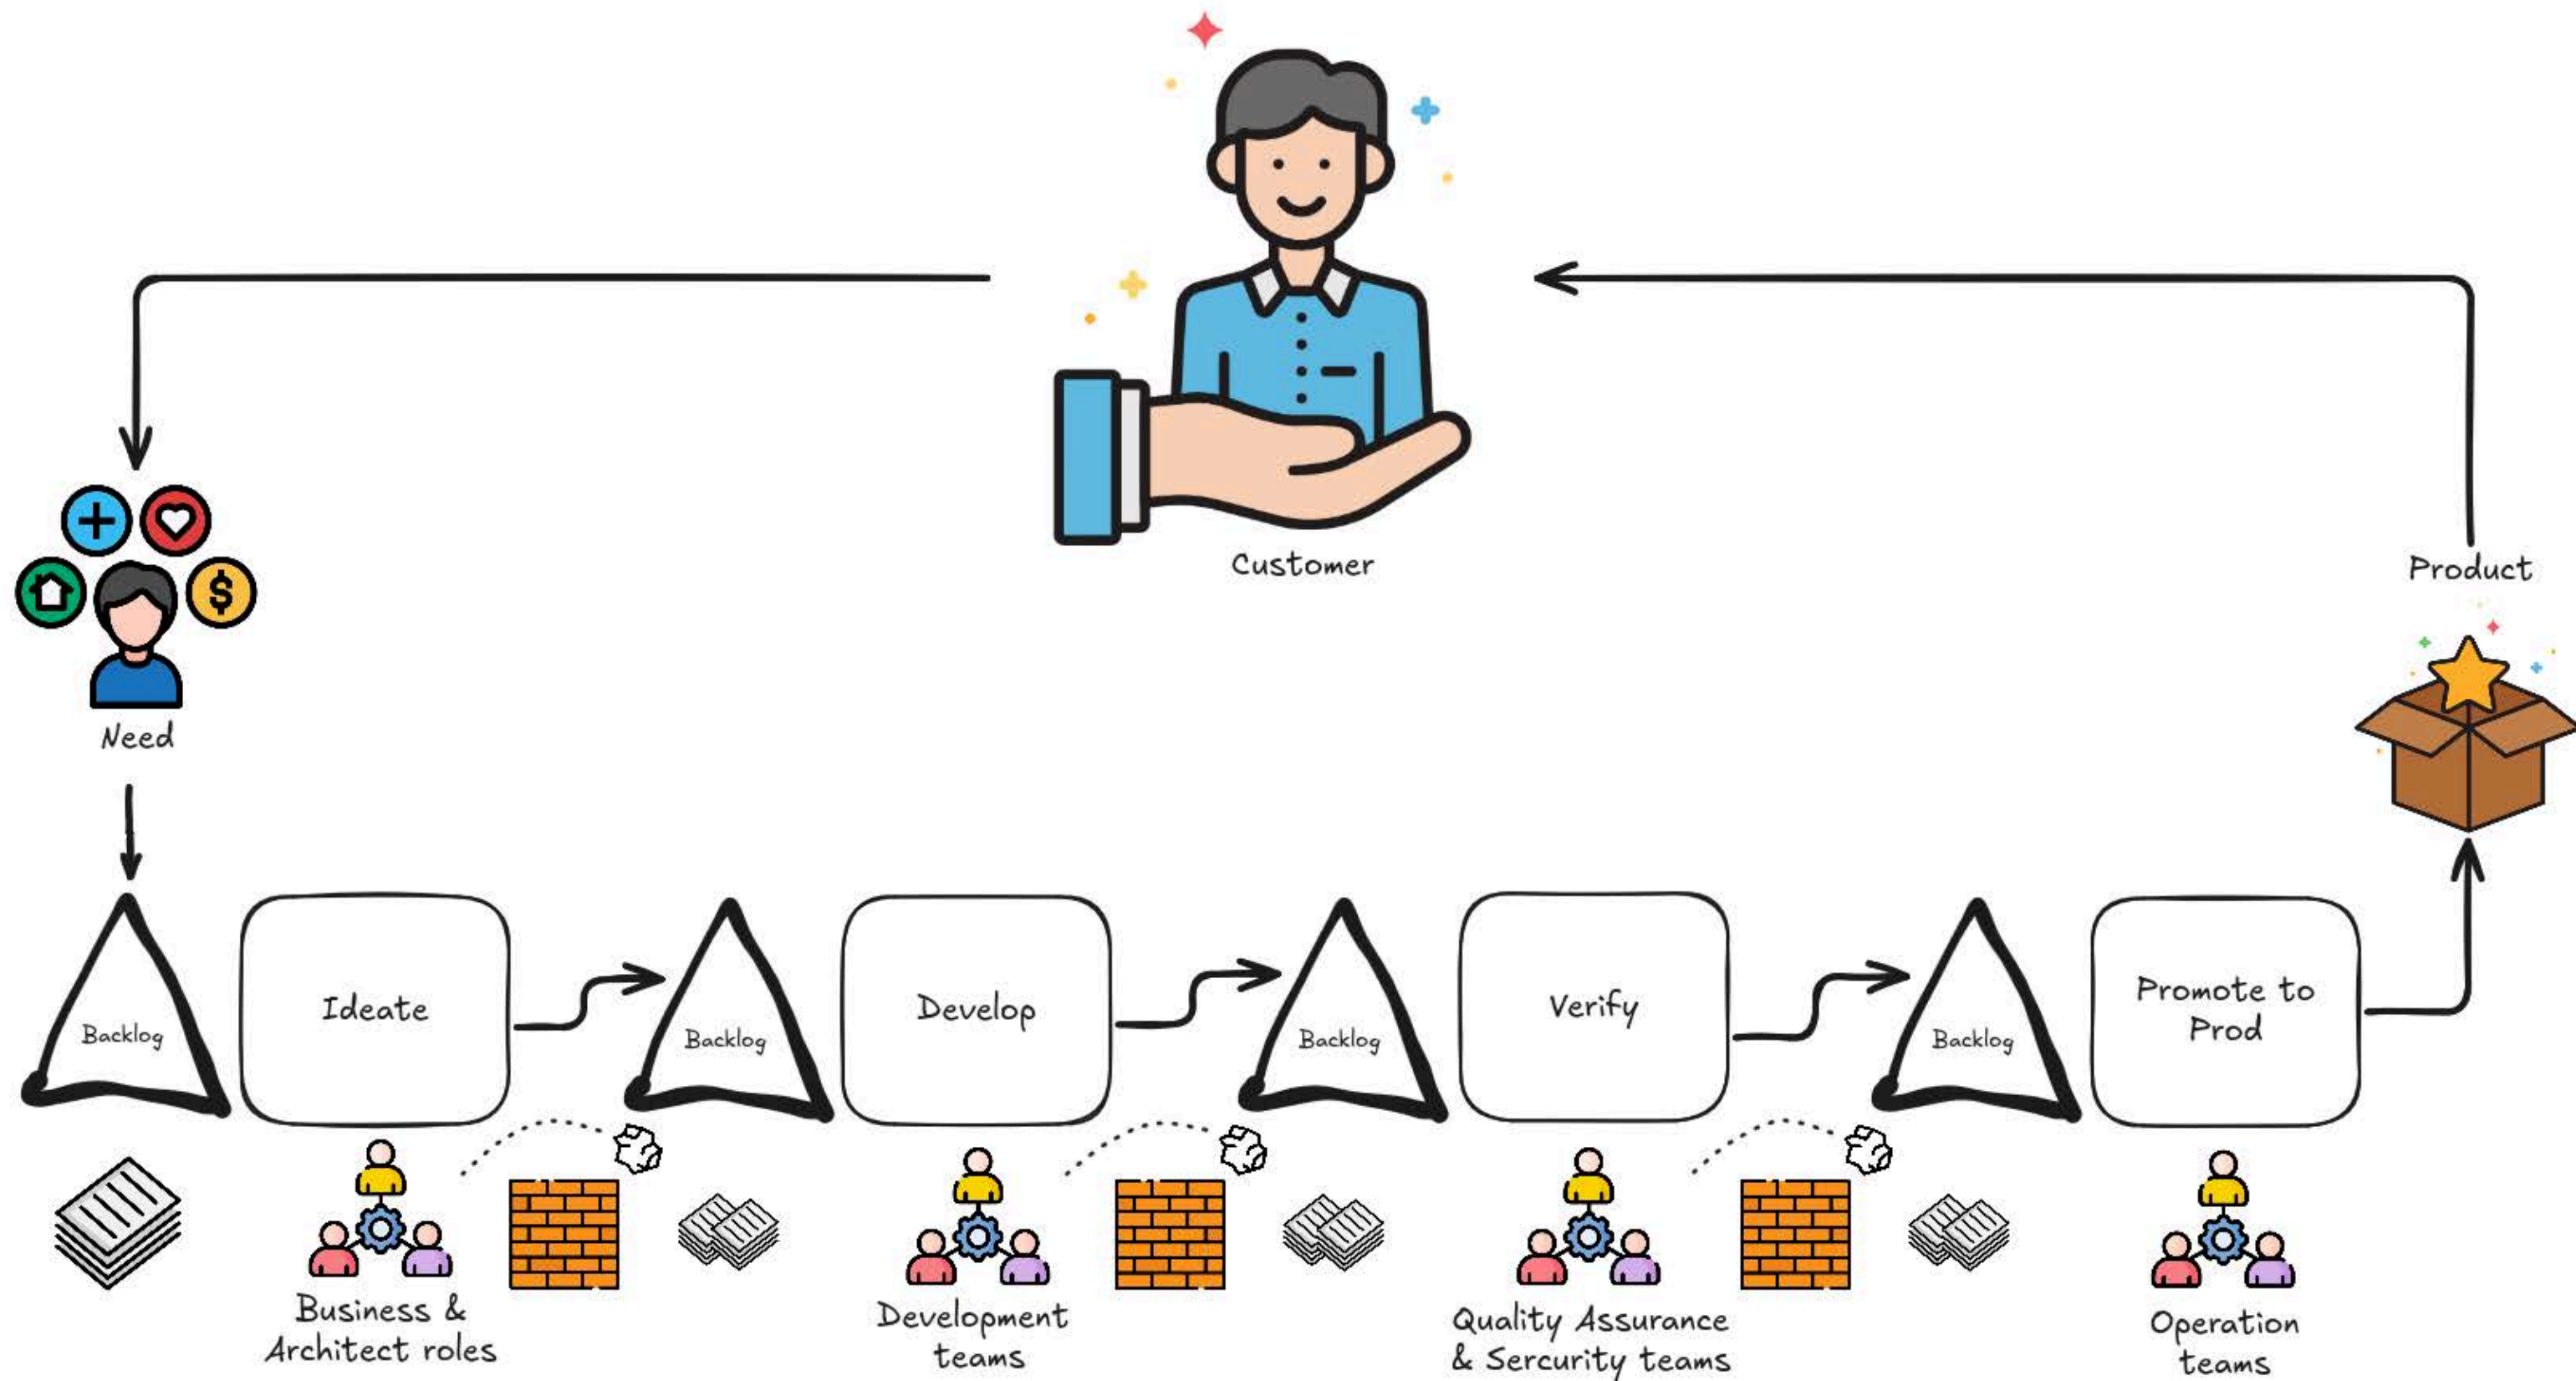 Customer
Product
Need
Backlog
Ideate
Backlog
Develop
Backlog
Verify
Backlog
Promote to
Prod
Business &
Architect roles
Development
teams
Quality Assurance
& Sercurity teams
Operation
teams